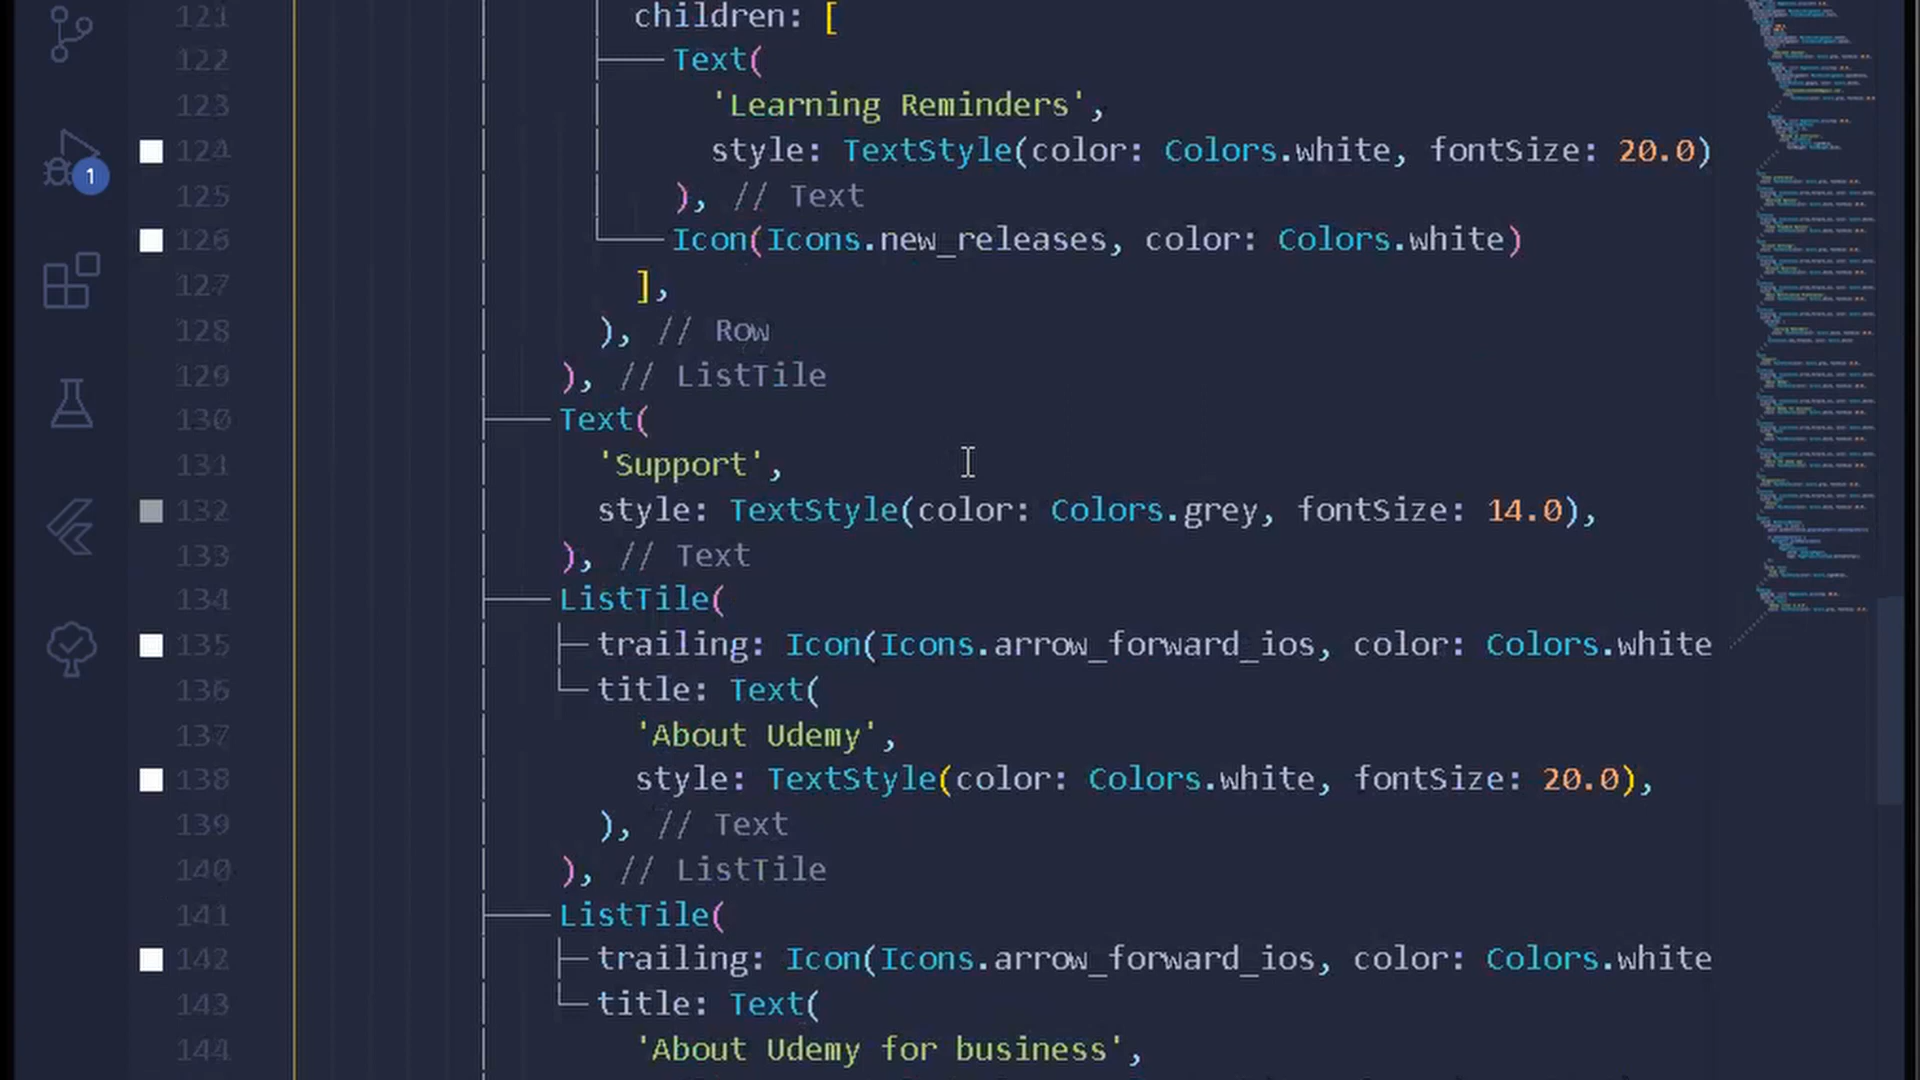 121 children: [
122 Text(
123 'Learning Reminders',
124 style: TextStyle(color: Colors.white, fontSize: 20.0)
125 ), // Text
126 Icon(Icons.new_releases, color: Colors.white)
127 ],
128 ), // Row
129 ), // ListTile
130 Text(
131 'Support',
132 style: TextStyle(color: Colors.grey, fontSize: 14.0),
133 ), // Text
134 ListTile(
135 trailing: Icon(Icons.arrow_forward_ios, color: Colors.white
136 title: Text(
137 'About Udemy',
138 style: TextStyle(color: Colors.white, fontSize: 20.0),
139 ), // Text
140 ), // ListTile
141 ListTile(
142 trailing: Icon(Icons.arrow_forward_ios, color: Colors.white
143 title: Text(
144 'About Udemy for business',
1